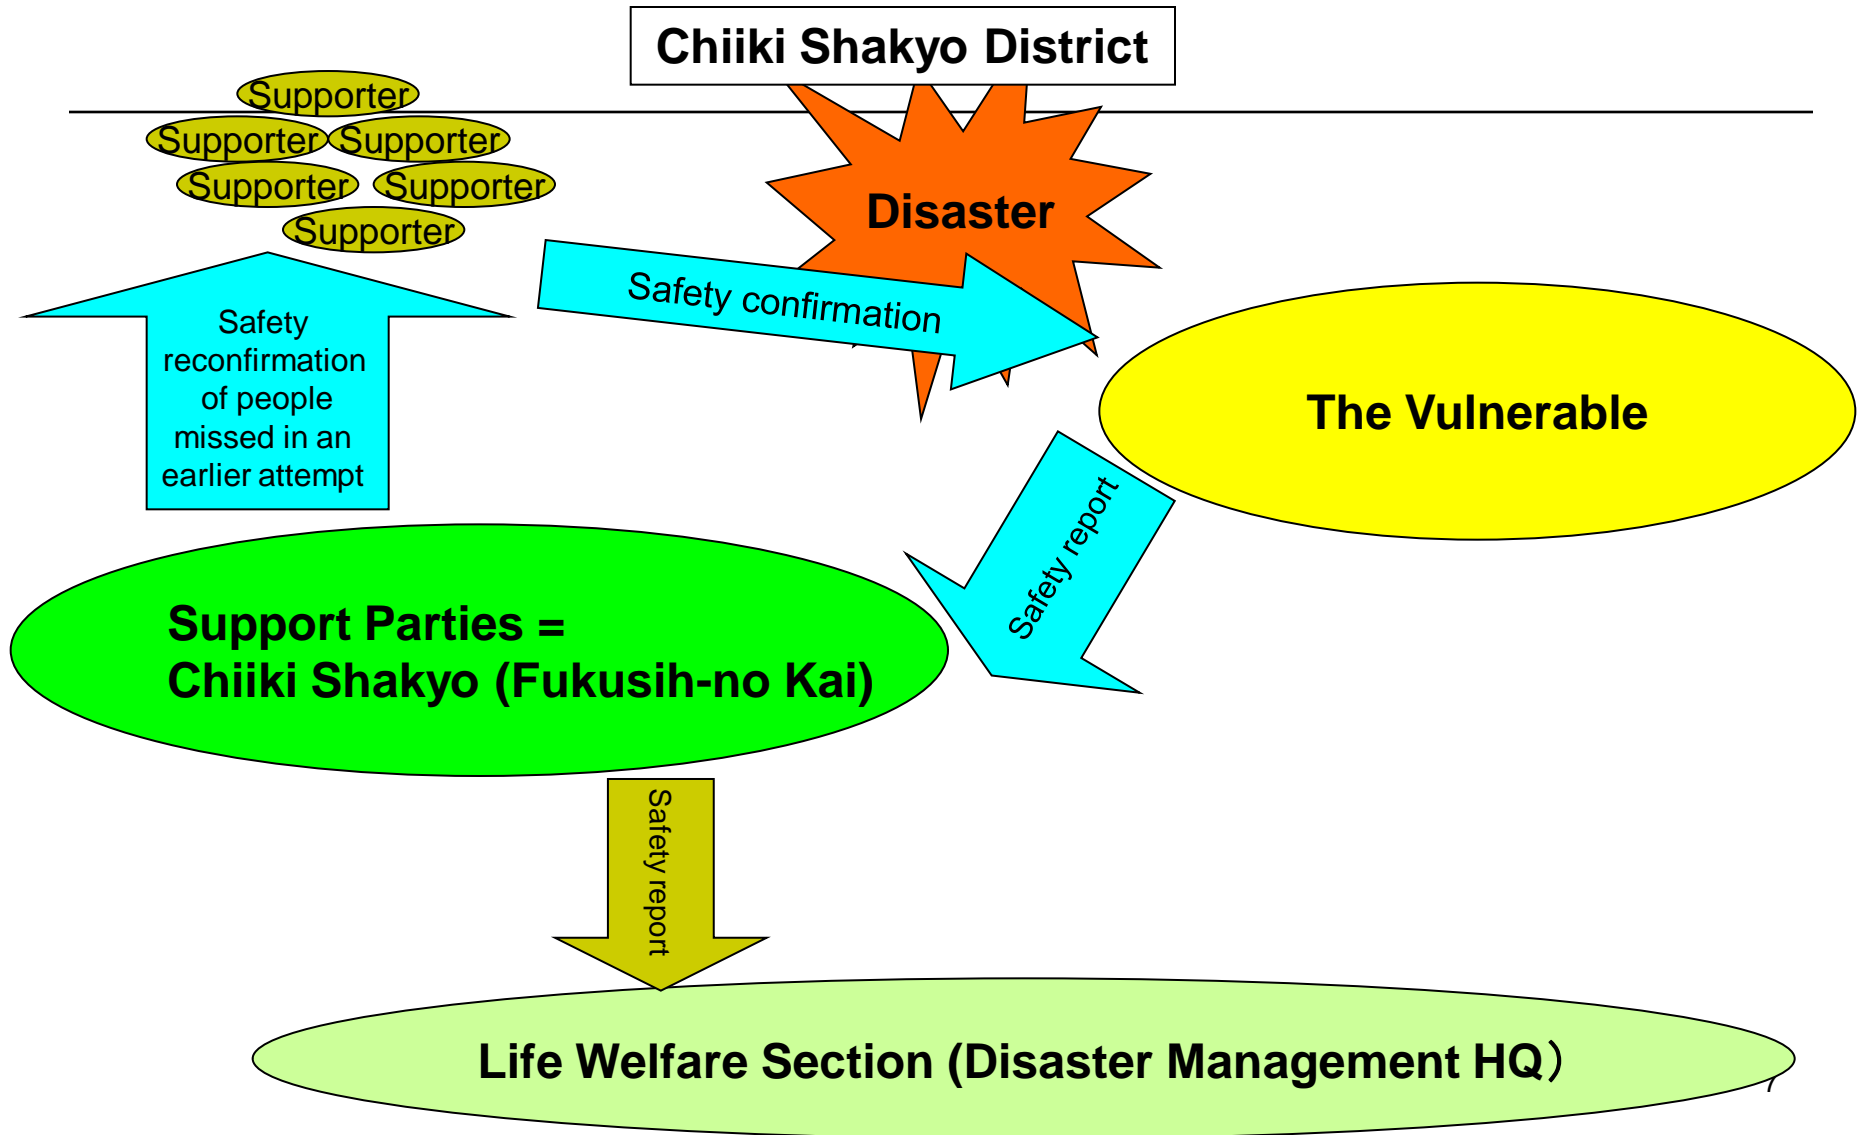 Chiiki Shakyo District
Supporter
Supporter Supporter
Supporter Supporter
Supporter
Disaster
Safety confirmation
Safety
reconfirmation
of people
missed in an
earlier attempt
The Vulnerable
Safety report
Support Parties =
Chiiki Shakyo (Fukusih-no Kai)
Safety report
Life Welfare Section (Disaster Management HQ）